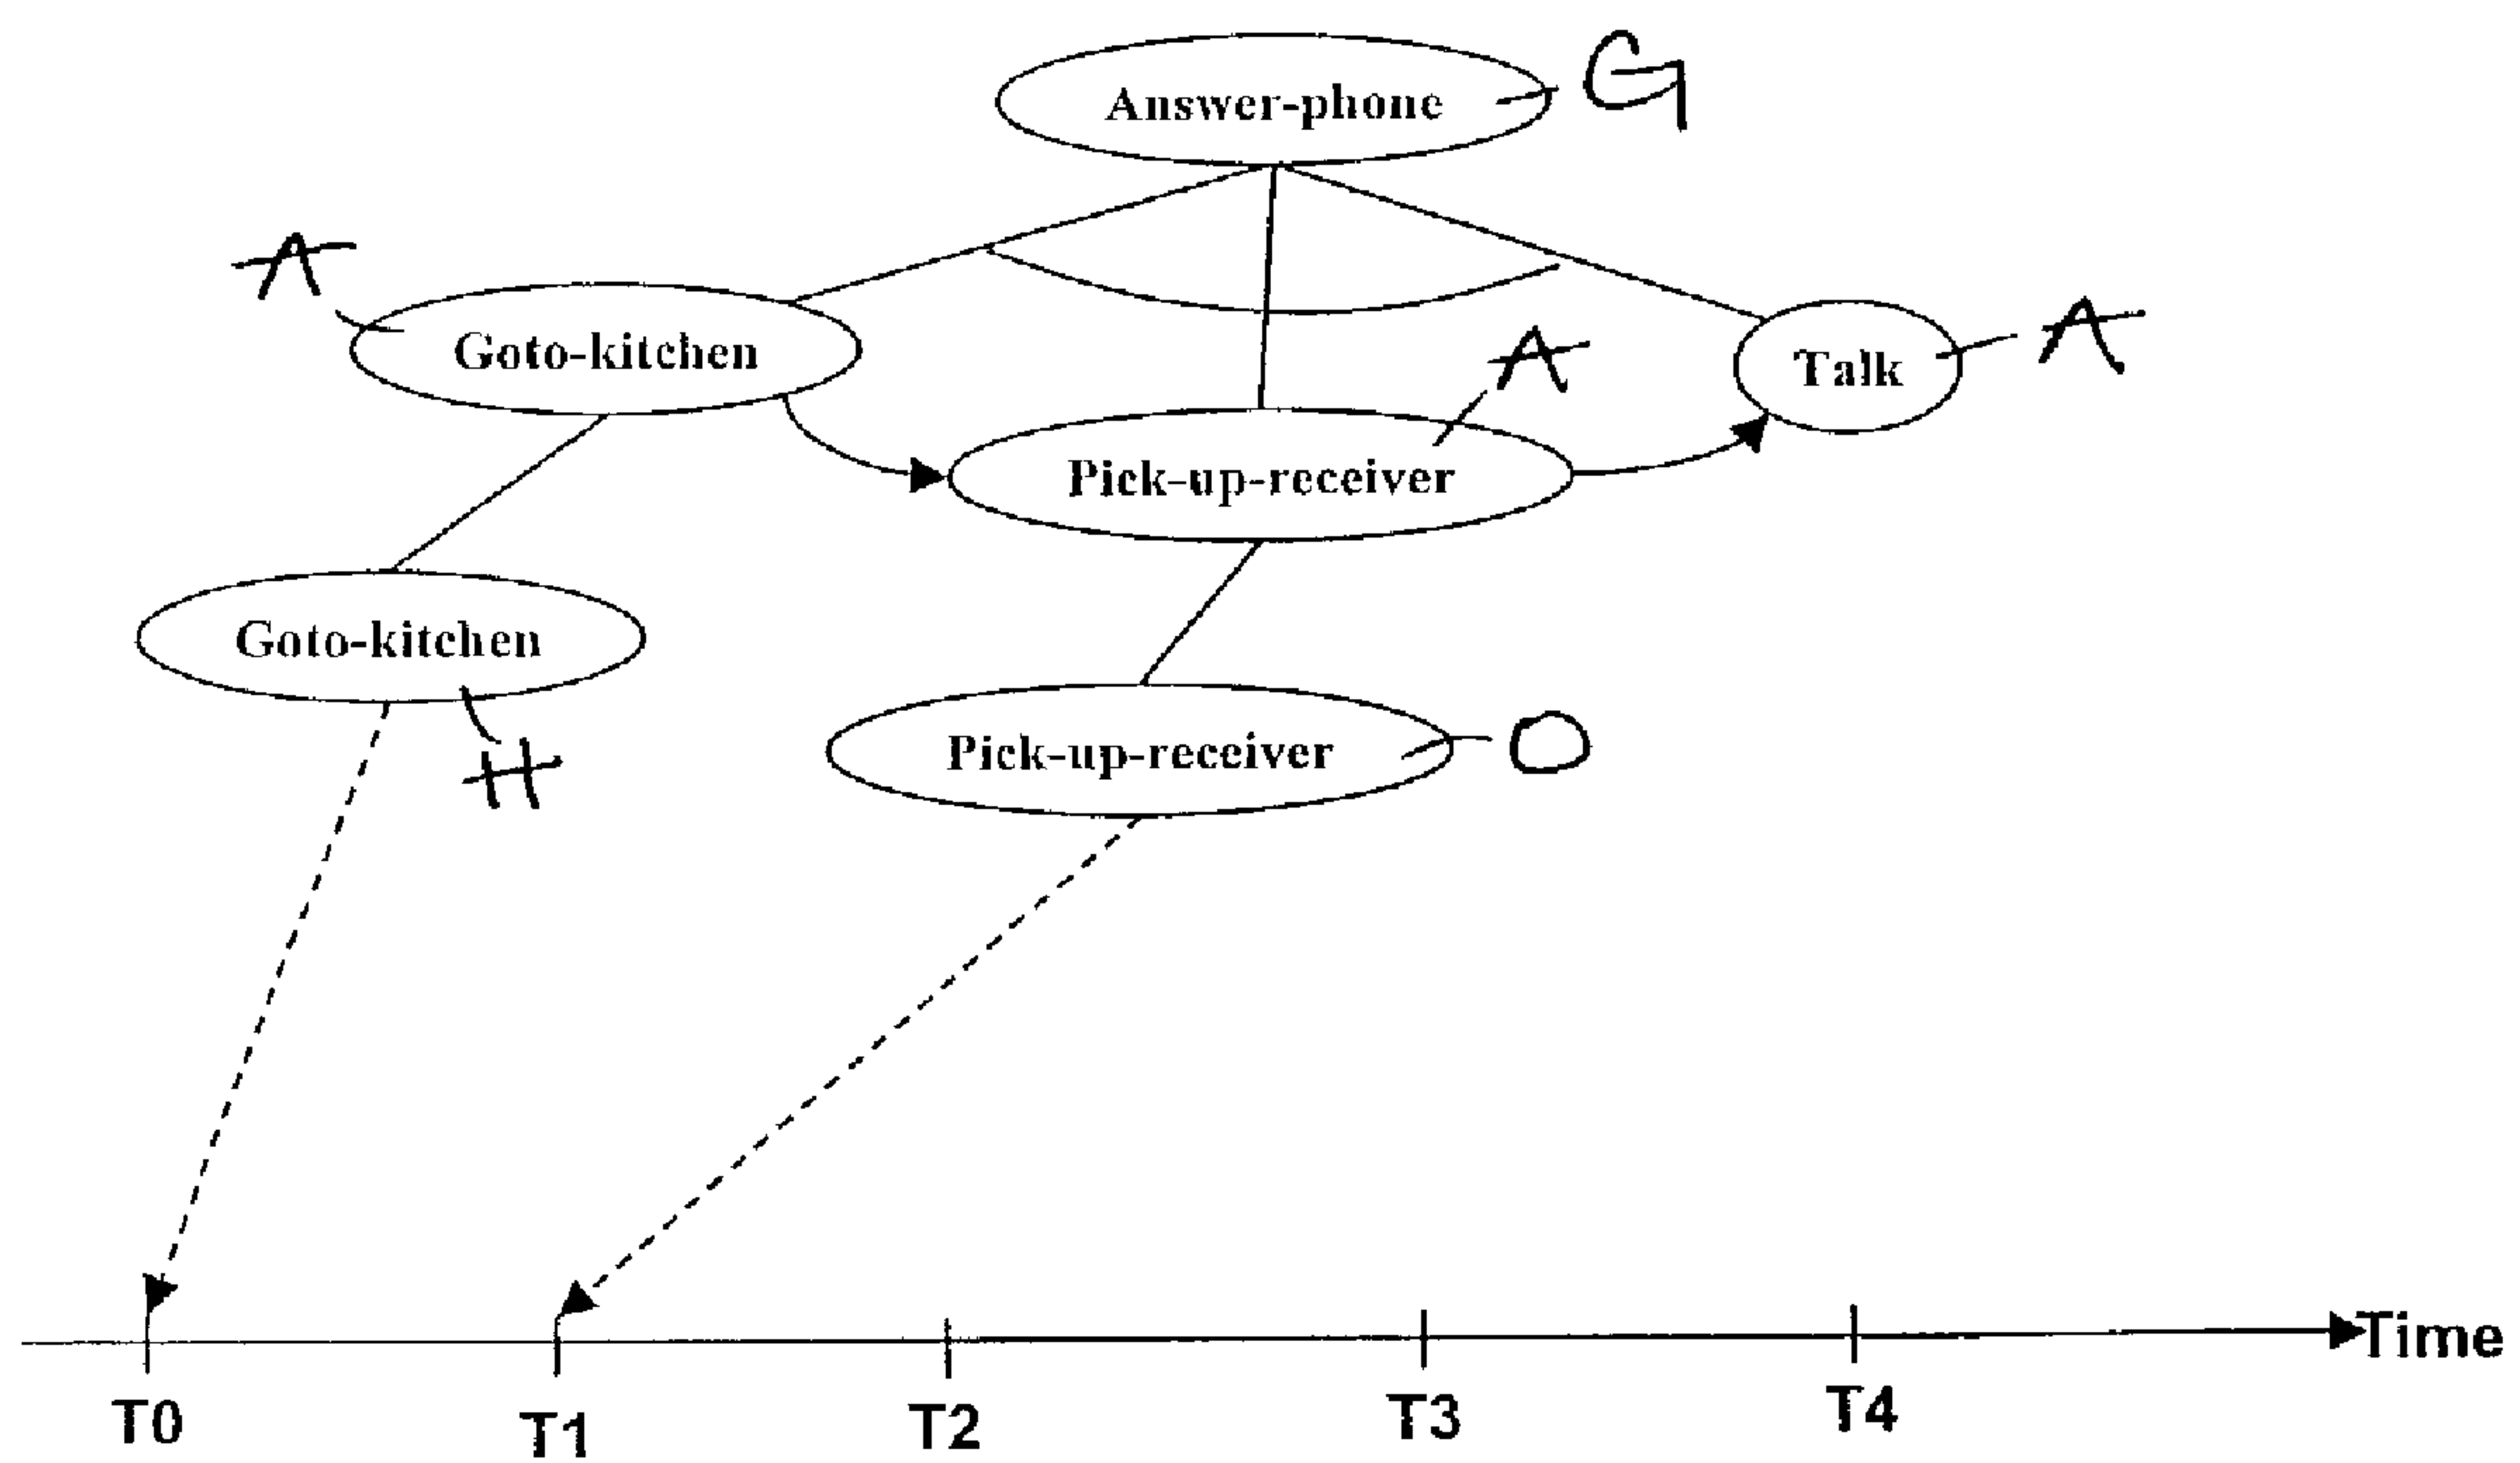 Answer-phone
G
A
Goto-kitchen
A
Talk
A
Pick-up-receiver
Goto-kitchen
H
Pick-up-receiver
O
Time
T0
T1
T2
T3
T4